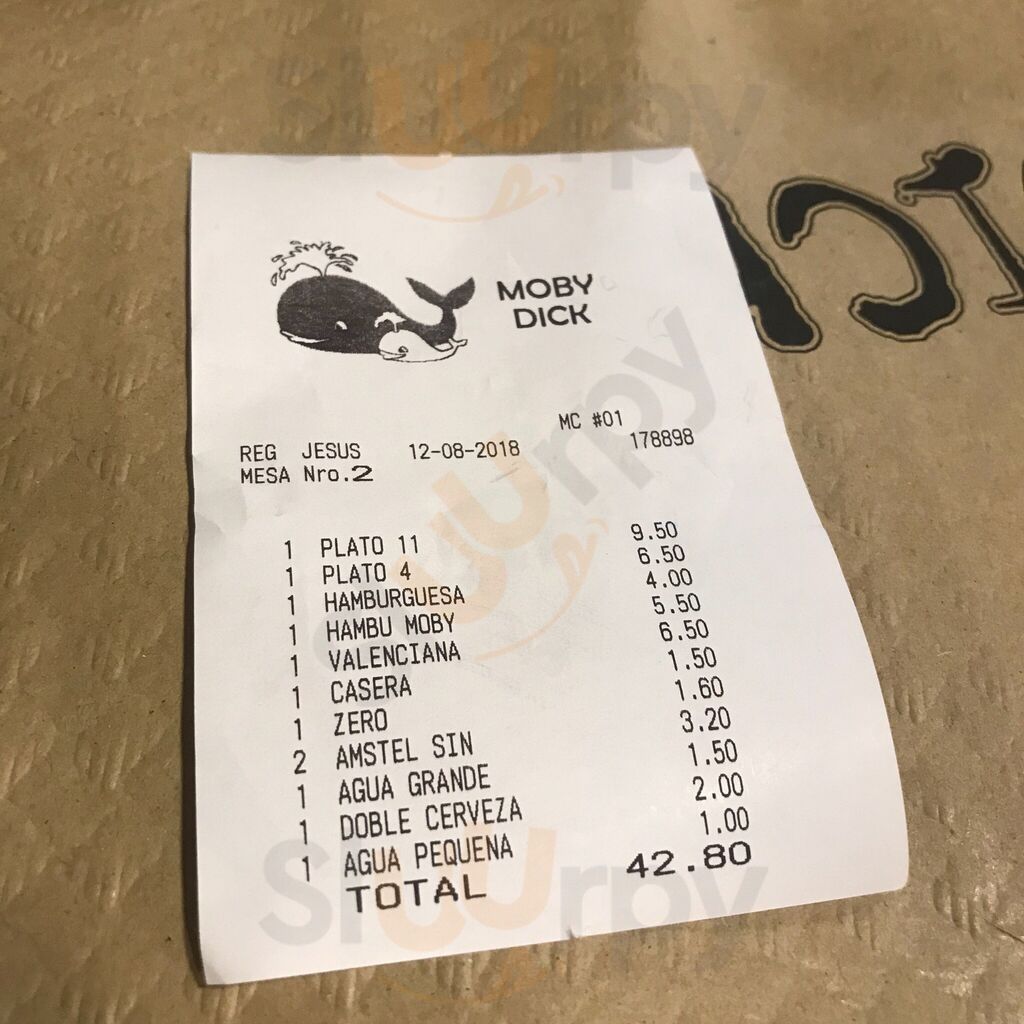 Sluurpy
MOBY
DICK
MC #01
REG JESUS 12-08-2018 178898
MESA Nro.2
1 PLATO 11 9.50
1 PLATO 4 6.50
1 HAMBURGUESA 4.00
1 HAMBU MOBY 5.50
1 VALENCIANA 6.50
1 CASERA 1.50
1 ZERO 1.60
2 AMSTEL SIN 3.20
1 AGUA GRANDE 1.50
1 DOBLE CERVEZA 2.00
1 AGUA PEQUENA 1.00
TOTAL 42.80
Sluurpy
Sluurpy